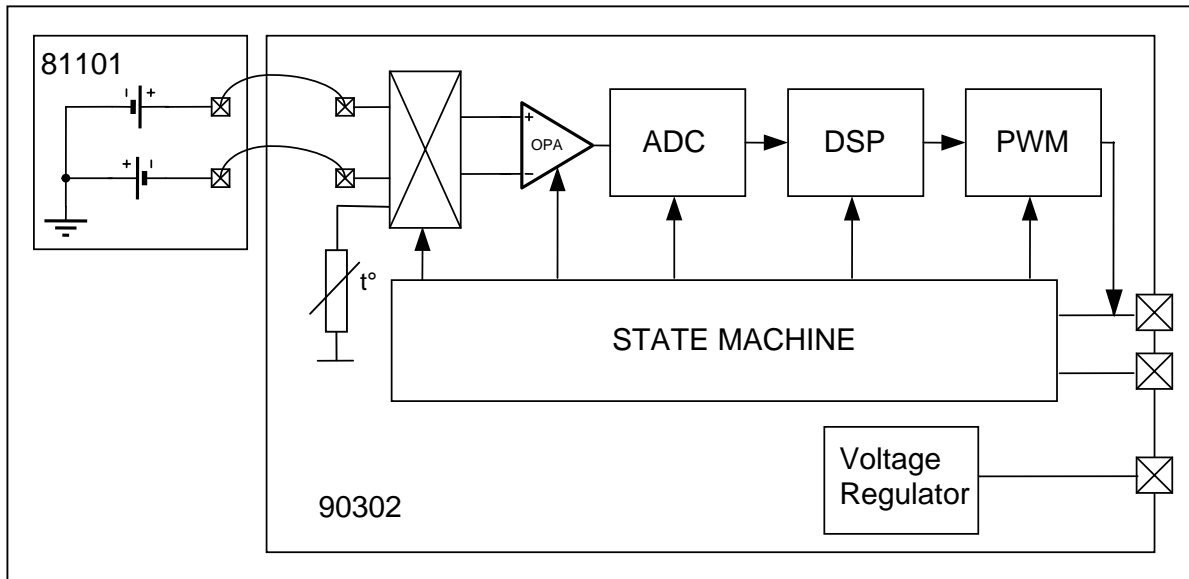 81101
- +
+ -
t°
+
OPA
-
ADC
DSP
PWM
STATE MACHINE
Voltage
Regulator
90302